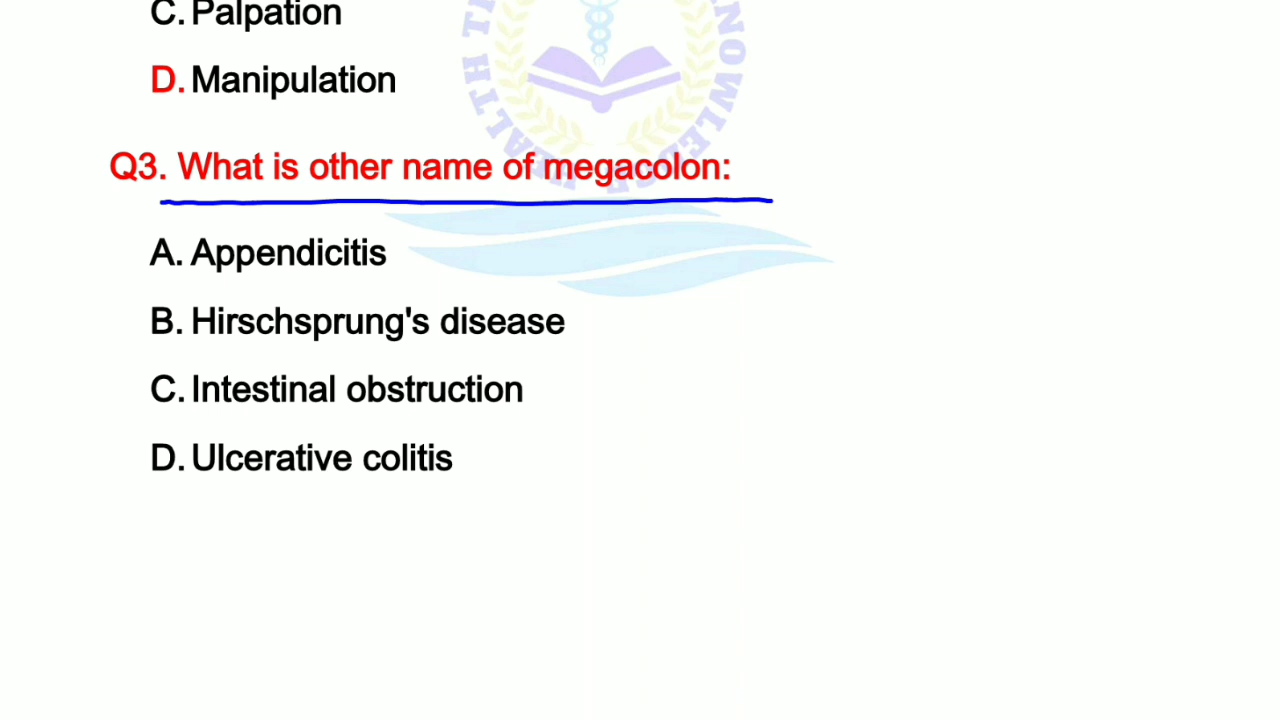 C. Palpation
D. Manipulation
Q3. What is other name of megacolon:
A. Appendicitis
B. Hirschsprung's disease
C. Intestinal obstruction
D. Ulcerative colitis